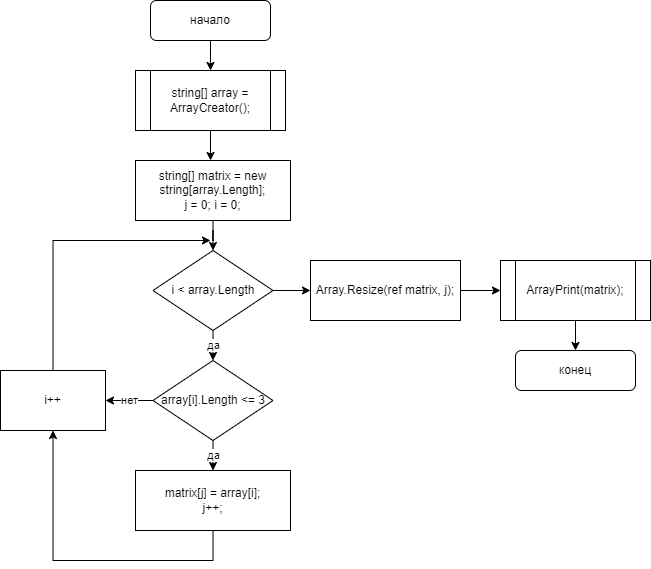 начало
string[] array =
ArrayCreator();
string[] matrix = new
string[array.Length];
j = 0; i = 0;
i < array.Length
Array.Resize(ref matrix, j);
ArrayPrint(matrix);
да
конец
i++
нет
array[i].Length <= 3
да
matrix[j] = array[i];
j++;